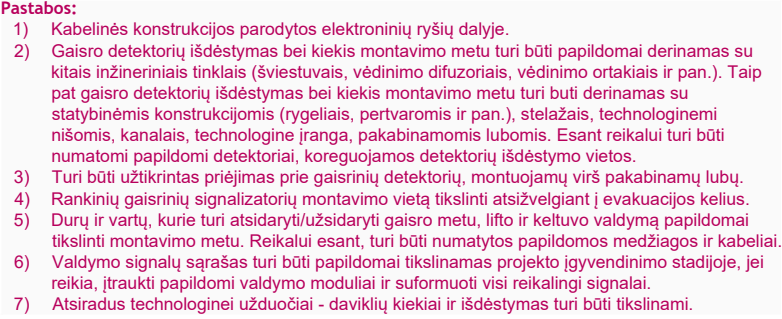 Pastabos:
1) Kabelinės konstrukcijos parodytos elektroninių ryšių dalyje.
2) Gaisro detektorių išdėstymas bei kiekis montavimo metu turi būti papildomai derinamas su
kitais inžineriniais tinklais (šviestuvais, vėdinimo difuzoriais, vėdinimo ortakiais ir pan.). Taip
pat gaisro detektorių išdėstymas bei kiekis montavimo metu turi buti derinamas su
statybinėmis konstrukcijomis (rygeliais, pertvaromis ir pan.), stelažais, technologinemi
nišomis, kanalais, technologine įranga, pakabinamomis lubomis. Esant reikalui turi būti
numatomi papildomi detektoriai, koreguojamos detektorių išdėstymo vietos.
3) Turi būti užtikrintas priėjimas prie gaisrinių detektorių, montuojamų virš pakabinamų lubų.
4) Rankinių gaisrinių signalizatorių montavimo vietą tikslinti atsižvelgiant į evakuacijos kelius.
5) Durų ir vartų, kurie turi atsidaryti/užsidaryti gaisro metu, lifto ir keltuvo valdymą papildomai
tikslinti montavimo metu. Reikalui esant, turi būti numatytos papildomos medžiagos ir kabeliai.
6) Valdymo signalų sąrašas turi būti papildomai tikslinamas projekto įgyvendinimo stadijoje, jei
reikia, įtraukti papildomi valdymo moduliai ir suformuoti visi reikalingi signalai.
7) Atsiradus technologinei užduočiai - daviklių kiekiai ir išdėstymas turi būti tikslinami.